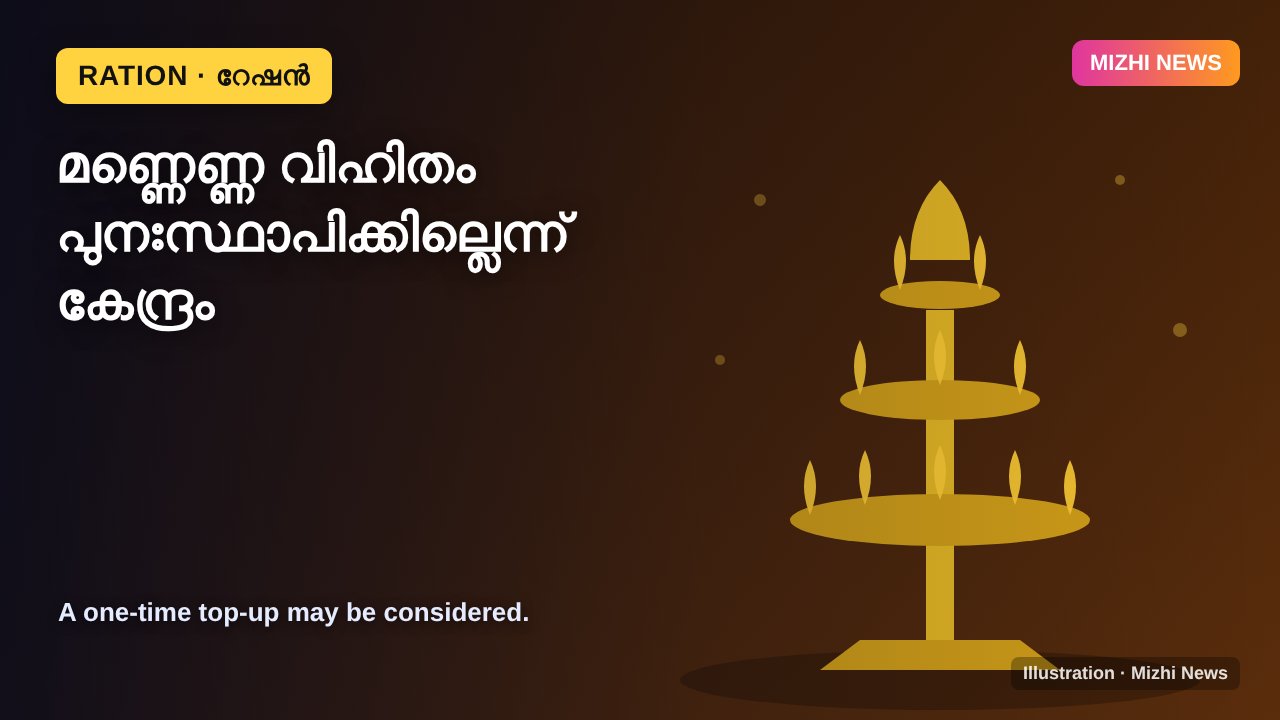 RATION · റേഷൻ
MIZHI NEWS
മണ്ണെണ്ണ വിഹിതം
പുനഃസ്ഥാപിക്കില്ലെന്ന്
കേന്ദ്രം
A one-time top-up may be considered.
Illustration · Mizhi News